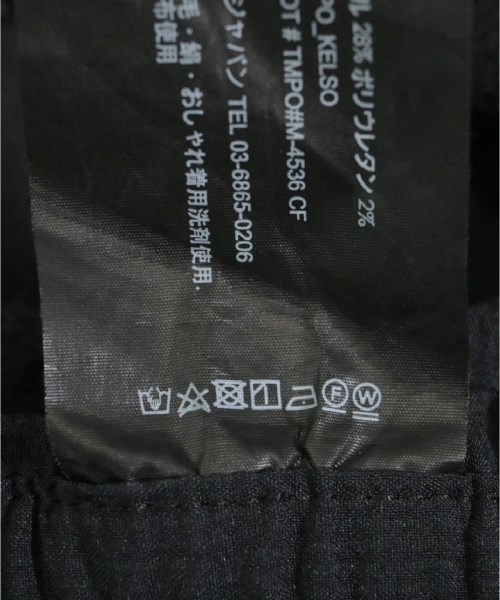 ル 28% ポリウレタン 2%
PO_KELSO
OT # TMPO#M-4536 CF
ジャパン TEL 03-6865-0206
毛・絹・おしゃれ着用洗剤使用.
布使用
F W